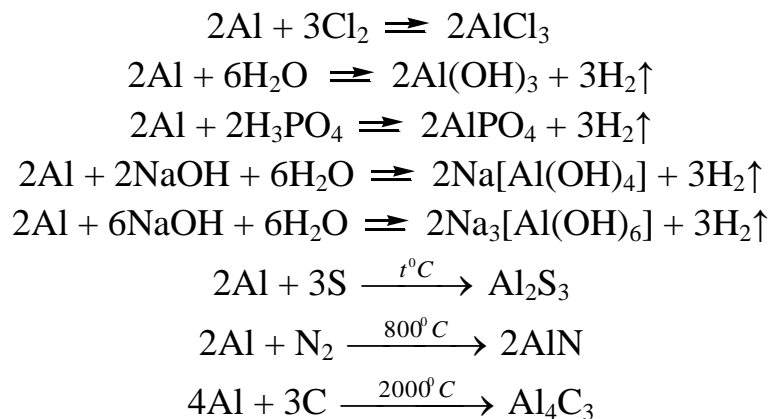 2Al + 3Cl₂ ⇌ 2AlCl₃
2Al + 6H₂O ⇌ 2Al(OH)₃ + 3H₂↑
2Al + 2H₃PO₄ ⇌ 2AlPO₄ + 3H₂↑
2Al + 2NaOH + 6H₂O ⇌ 2Na[Al(OH)₄] + 3H₂↑
2Al + 6NaOH + 6H₂O ⇌ 2Na₃[Al(OH)₆] + 3H₂↑
2Al + 3S —t⁰C→ Al₂S₃
2Al + N₂ —800⁰C→ 2AlN
4Al + 3C —2000⁰C→ Al₄C₃